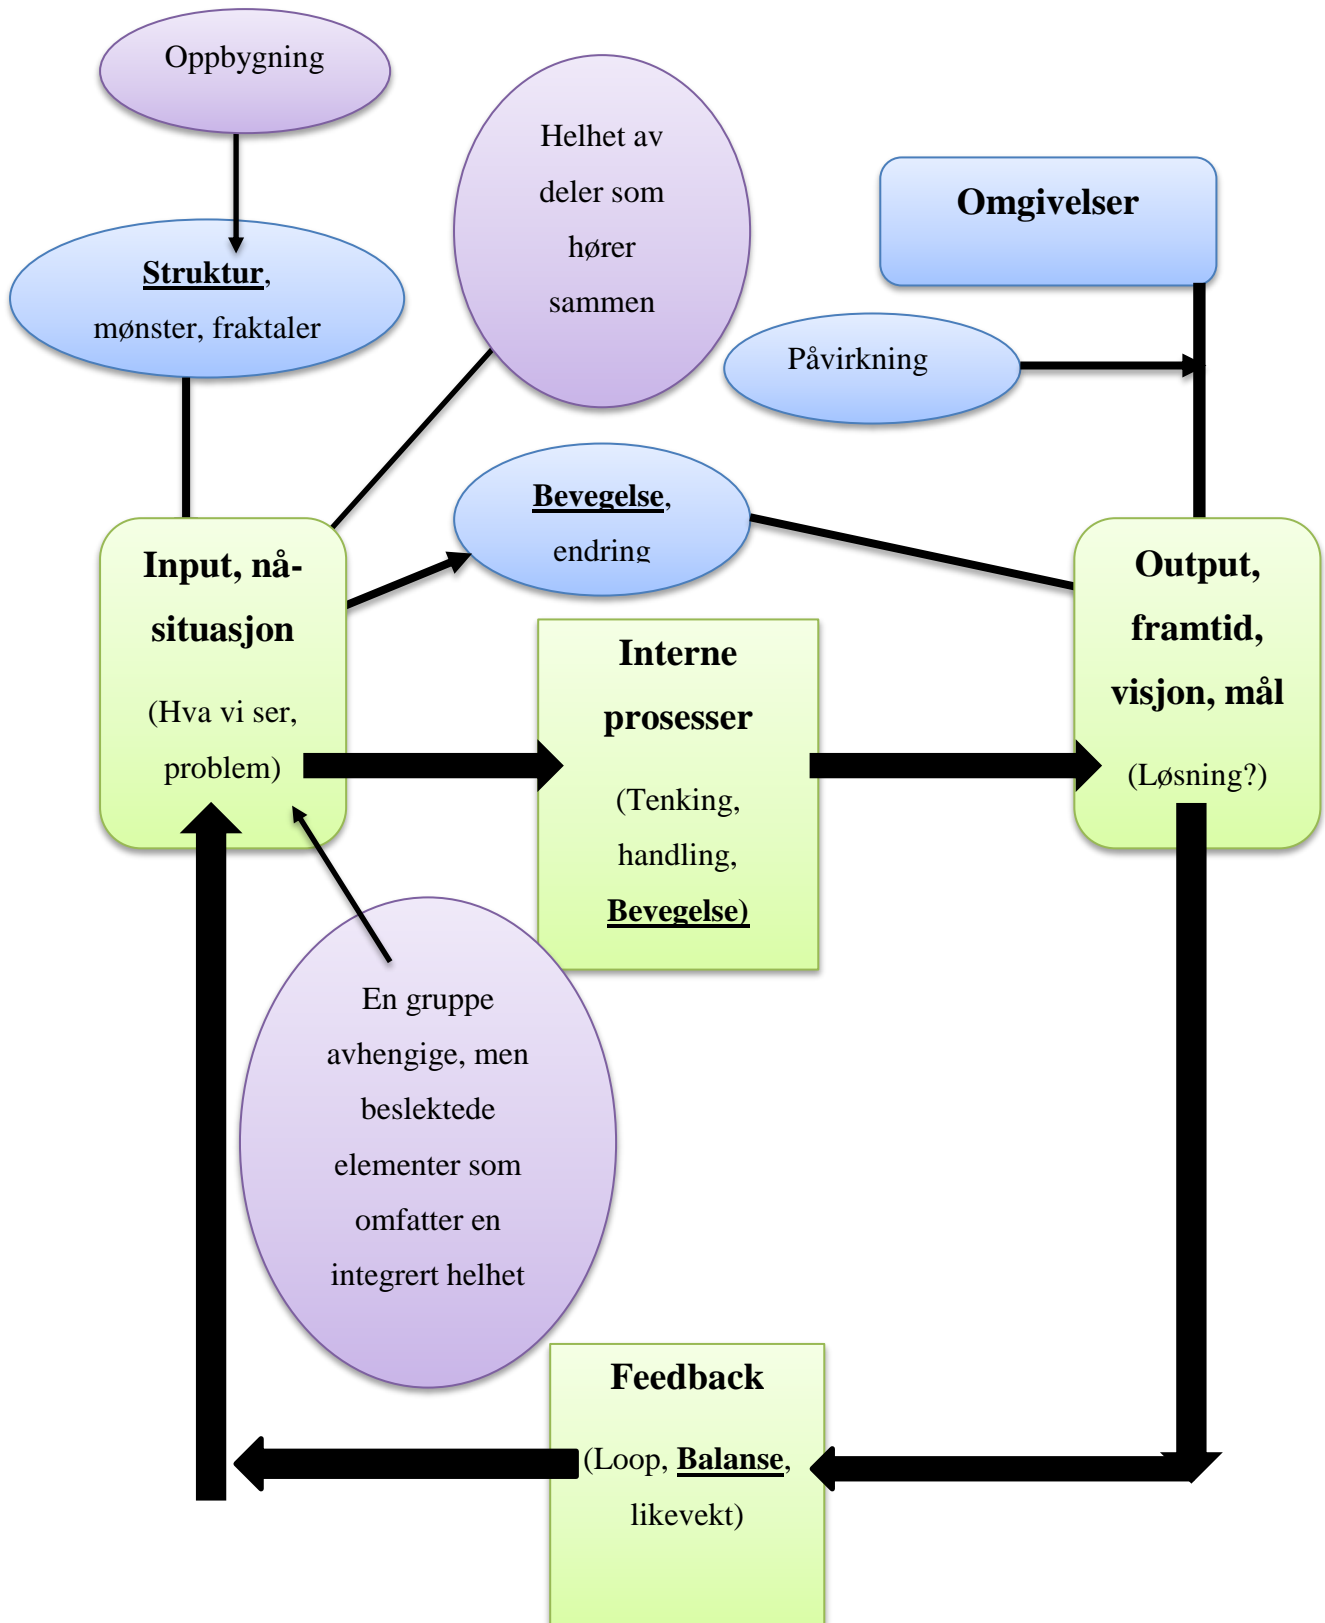 Oppbygning
Helhet av
deler som
hører
sammen
Omgivelser
Struktur,
mønster, fraktaler
Påvirkning
Bevegelse,
endring
Input, nå-
situasjon
(Hva vi ser,
problem)
Interne
prosesser
(Tenking,
handling,
Bevegelse)
Output,
framtid,
visjon, mål
(Løsning?)
En gruppe
avhengige, men
beslektede
elementer som
omfatter en
integrert helhet
Feedback
(Loop, Balanse,
likevekt)